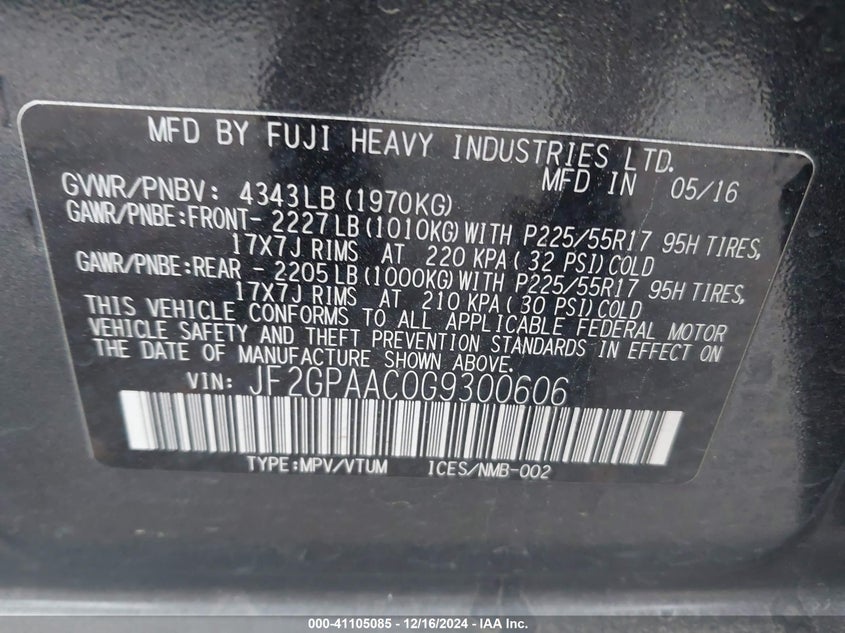 MFD BY FUJI HEAVY INDUSTRIES LTD.
MFD IN 05/16
GVWR/PNBV: 4343LB (1970KG)
GAWR/PNBE:FRONT- 2227LB (1010KG) WITH P225/55R17 95H TIRES,
17X7J RIMS AT 220 KPA( 32 PSI)COLD
GAWR/PNBE:REAR - 2205LB (1000KG) WITH P225/55R17 95H TIRES,
17X7J RIMS AT 210 KPA(30 PSI)COLD
THIS VEHICLE CONFORMS TO ALL APPLICABLE FEDERAL MOTOR
VEHICLE SAFETY AND THEFT PREVENTION STANDARDS IN EFFECT ON
THE DATE OF MANUFACTURE SHOWN ABOVE.
VIN: JF2GPAAC0G9300606
TYPE:MPV/VTUM ICES/NMB-002
000-41105085 - 12/16/2024 - © IAA, Inc.